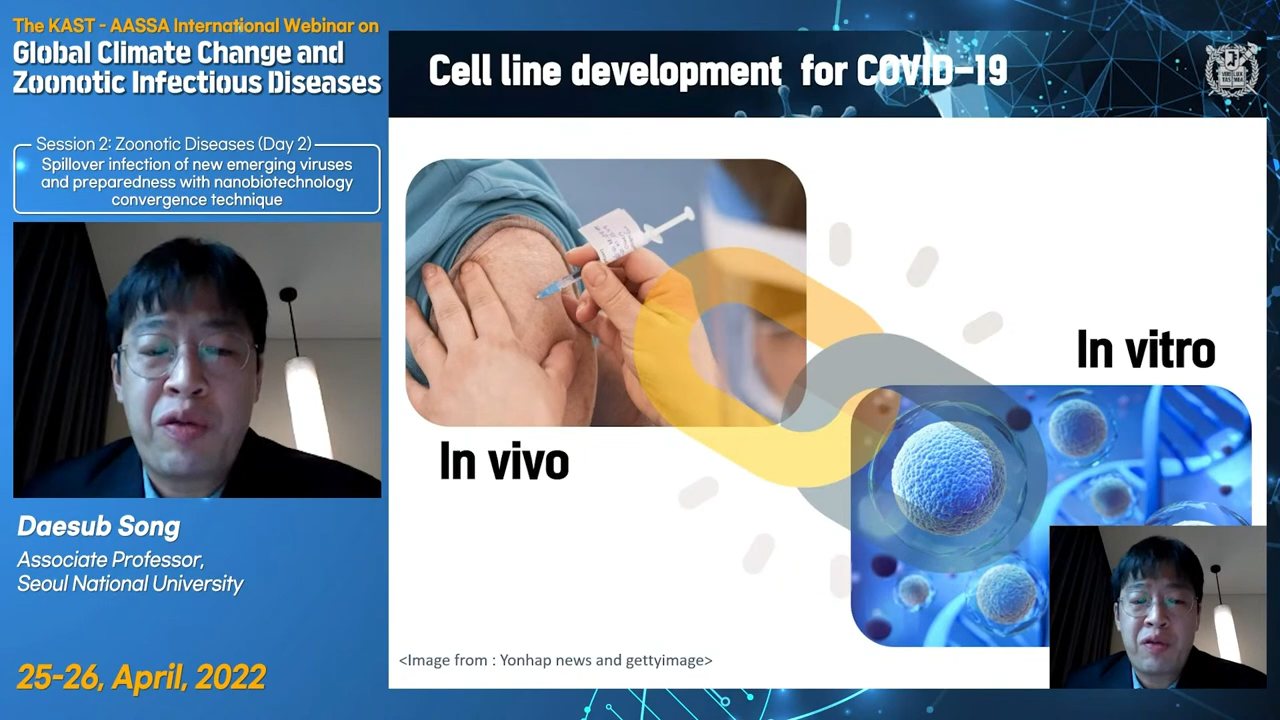 The KAST - AASSA International Webinar on
Global Climate Change and
Zoonotic Infectious Diseases
Session 2: Zoonotic Diseases (Day 2)
Spillover infection of new emerging viruses
and preparedness with nanobiotechnology
convergence technique
Daesub Song
Associate Professor,
Seoul National University
25-26, April, 2022
Cell line development for COVID-19
In vivo
In vitro
<Image from : Yonhap news and gettyimage>